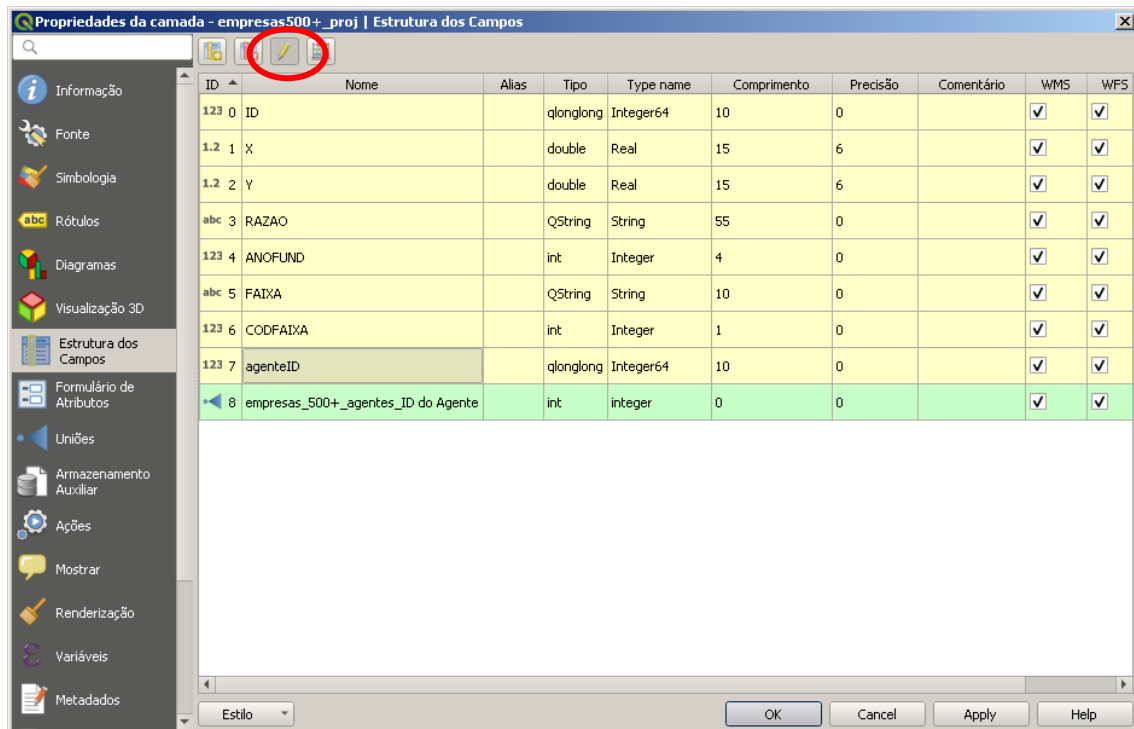 Propriedades da camada - empresas500+_proj | Estrutura dos Campos
Informação
Fonte
Simbologia
abc Rótulos
Diagramas
Visualização 3D
Estrutura dos
Campos
Formulário de
Atributos
Uniões
Armazenamento
Auxiliar
Ações
Mostrar
Renderização
Variáveis
Metadados
ID Nome Alias Tipo Type name Comprimento Precisão Comentário WMS WFS
123 0 ID qlonglong Integer64 10 0
1.2 1 X double Real 15 6
1.2 2 Y double Real 15 6
abc 3 RAZAO QString String 55 0
123 4 ANOFUND int Integer 4 0
abc 5 FAIXA QString String 10 0
123 6 CODFAIXA int Integer 1 0
123 7 agenteID qlonglong Integer64 10 0
8 empresas_500+_agentes_ID do Agente int integer 0 0
Estilo OK Cancel Apply Help